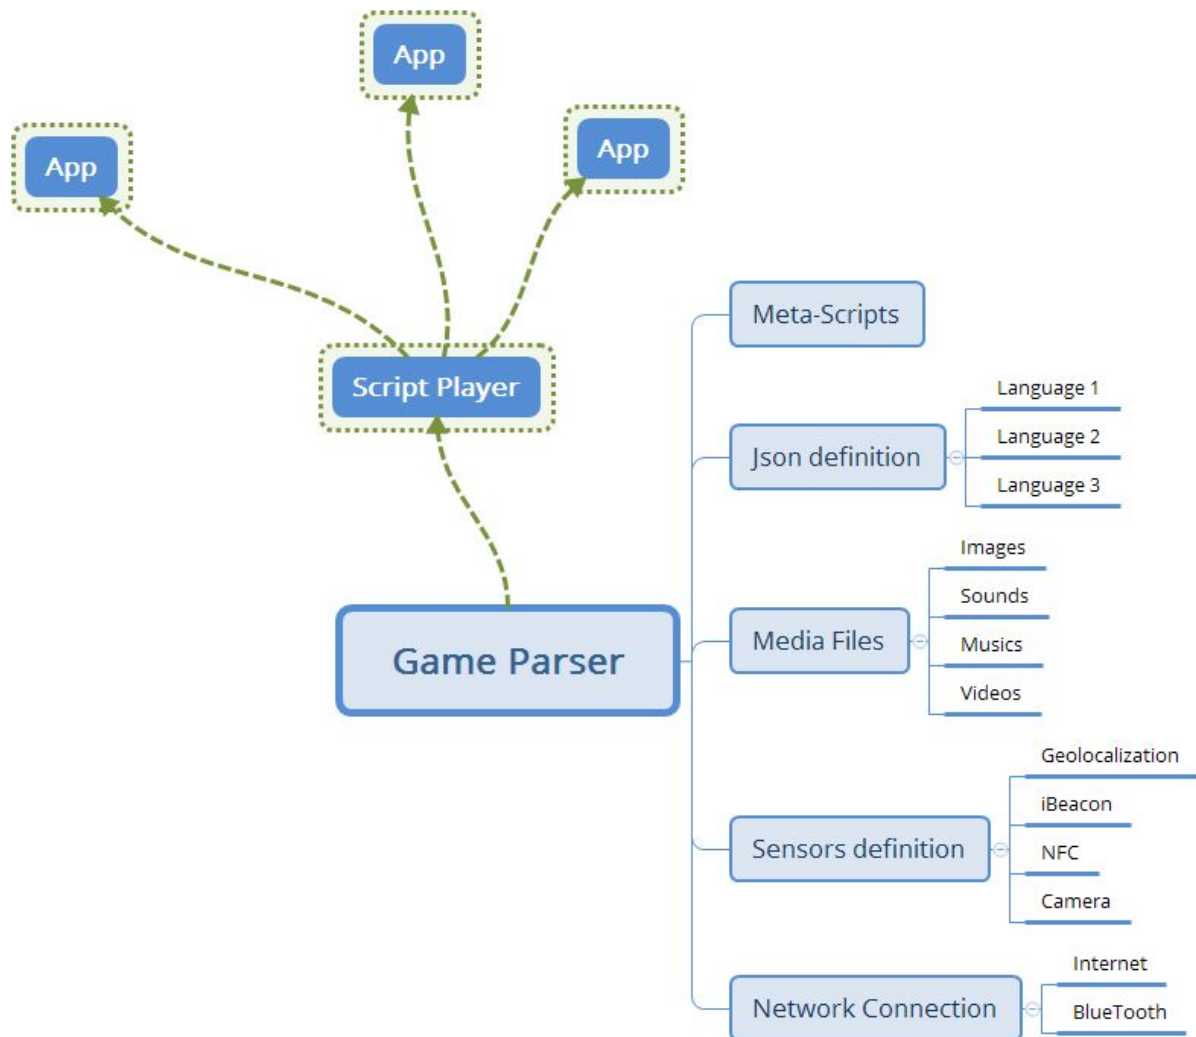 App
App
App
Script Player
Game Parser
Meta-Scripts
Json definition
Language 1
Language 2
Language 3
Media Files
Images
Sounds
Musics
Videos
Sensors definition
Geolocalization
iBeacon
NFC
Camera
Network Connection
Internet
BlueTooth